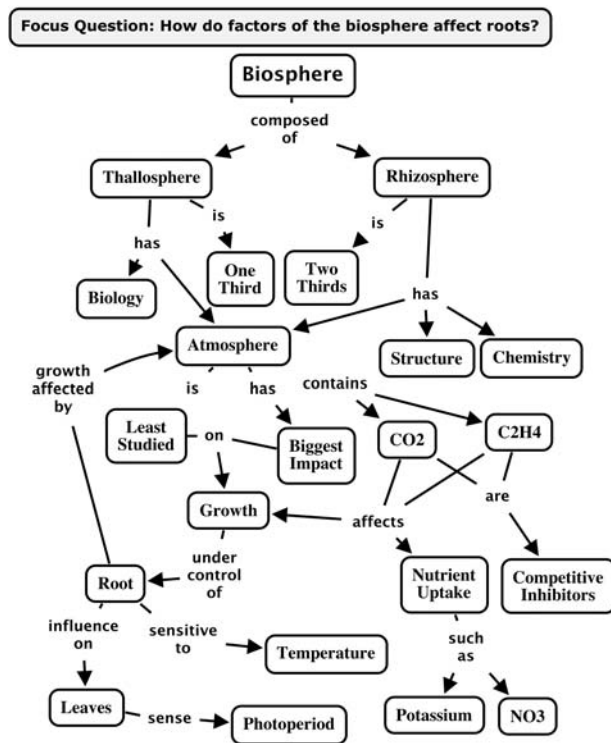 Focus Question: How do factors of the biosphere affect roots?
Biosphere
composed
of
Thallosphere
Rhizosphere
is
is
has
One
Third
Two
Thirds
Biology
has
Atmosphere
Structure
Chemistry
growth
affected
by
is
has
contains
Least
Studied
on
Biggest
Impact
CO2
C2H4
are
Growth
affects
under
control
of
Root
Nutrient
Uptake
Competitive
Inhibitors
influence
on
sensitive
to
Temperature
such
as
Leaves
sense
Photoperiod
Potassium
NO3